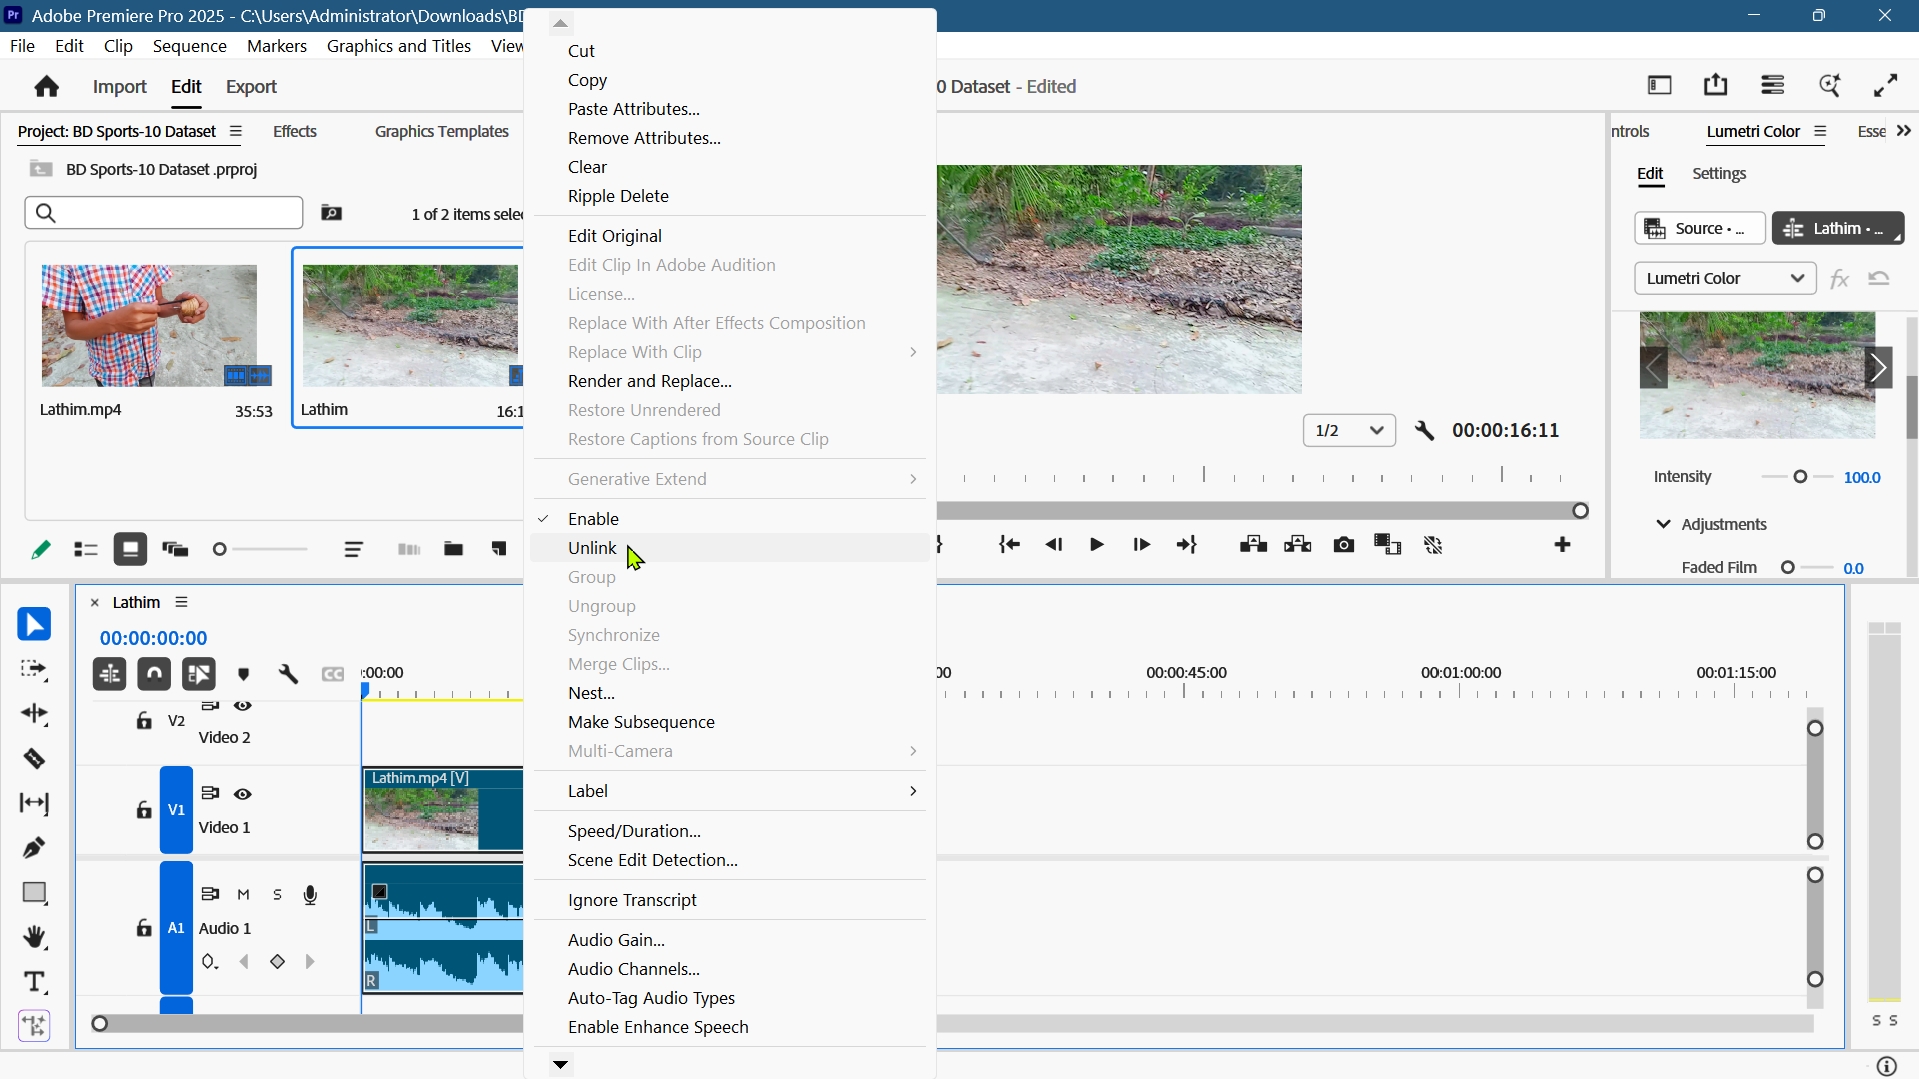 Pr Adobe Premiere Pro 2025 - C:\Users\Administrator\Downloads\BD
File Edit Clip Sequence Markers Graphics and Titles View
Import Edit Export
0 Dataset - Edited
Project: BD Sports-10 Dataset Effects Graphics Templates
BD Sports-10 Dataset .prproj
1 of 2 items selec
Lathim.mp4 35:53
Lathim 16:1
Cut
Copy
Paste Attributes...
Remove Attributes...
Clear
Ripple Delete
Edit Original
Edit Clip In Adobe Audition
License...
Replace With After Effects Composition
Replace With Clip
Render and Replace...
Restore Unrendered
Restore Captions from Source Clip
Generative Extend
Enable
Unlink
Group
Ungroup
Synchronize
Merge Clips...
Nest...
Make Subsequence
Multi-Camera
Label
Speed/Duration...
Scene Edit Detection...
Ignore Transcript
Audio Gain...
Audio Channels...
Auto-Tag Audio Types
Enable Enhance Speech
1/2 00:00:16:11
ntrols Lumetri Color Esse
Edit Settings
Source • ... Lathim • ...
Lumetri Color fx
Intensity 100.0
Adjustments
Faded Film 0.0
Lathim
00:00:00:00
CC
:00:00 00 00:00:45:00 00:01:00:00 00:01:15:00
V2 Video 2
Lathim.mp4 [V]
V1 Video 1
M S
A1 Audio 1
L
R
S S